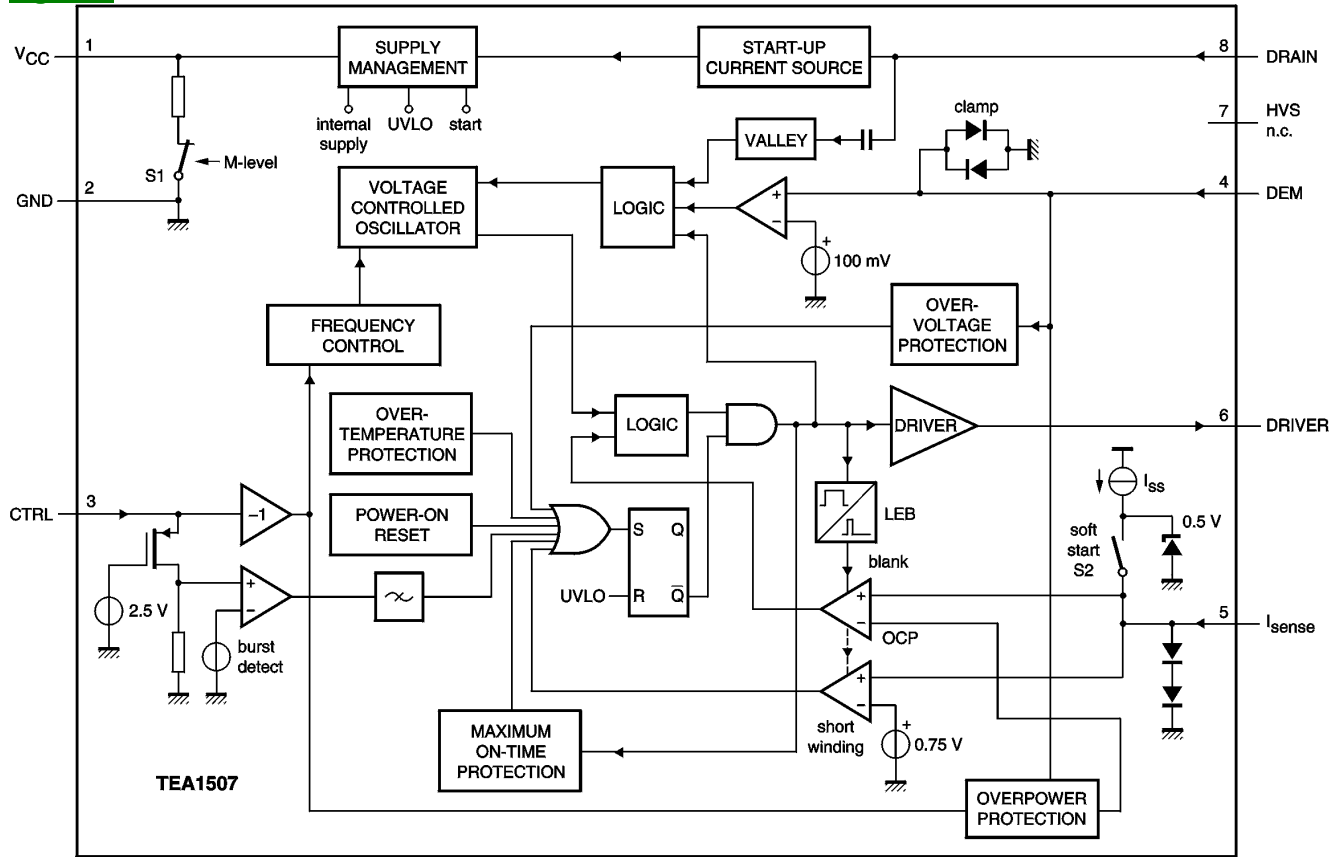 VCC
1
SUPPLY
MANAGEMENT
START-UP
CURRENT SOURCE
8
DRAIN
internal
supply
UVLO
start
7
HVS
n.c.
clamp
VALLEY
S1
M-level
2
GND
VOLTAGE
CONTROLLED
OSCILLATOR
LOGIC
+
−
4
DEM
+
100 mV
FREQUENCY
CONTROL
OVER-
VOLTAGE
PROTECTION
OVER-
TEMPERATURE
PROTECTION
LOGIC
DRIVER
6
DRIVER
CTRL
3
−1
POWER-ON
RESET
S
Q
UVLO
R
Q̅
LEB
blank
Iss
0.5 V
soft
start
S2
2.5 V
+
−
burst
detect
+
−
OCP
5
Isense
+
−
short
winding
+
0.75 V
MAXIMUM
ON-TIME
PROTECTION
OVERPOWER
PROTECTION
TEA1507